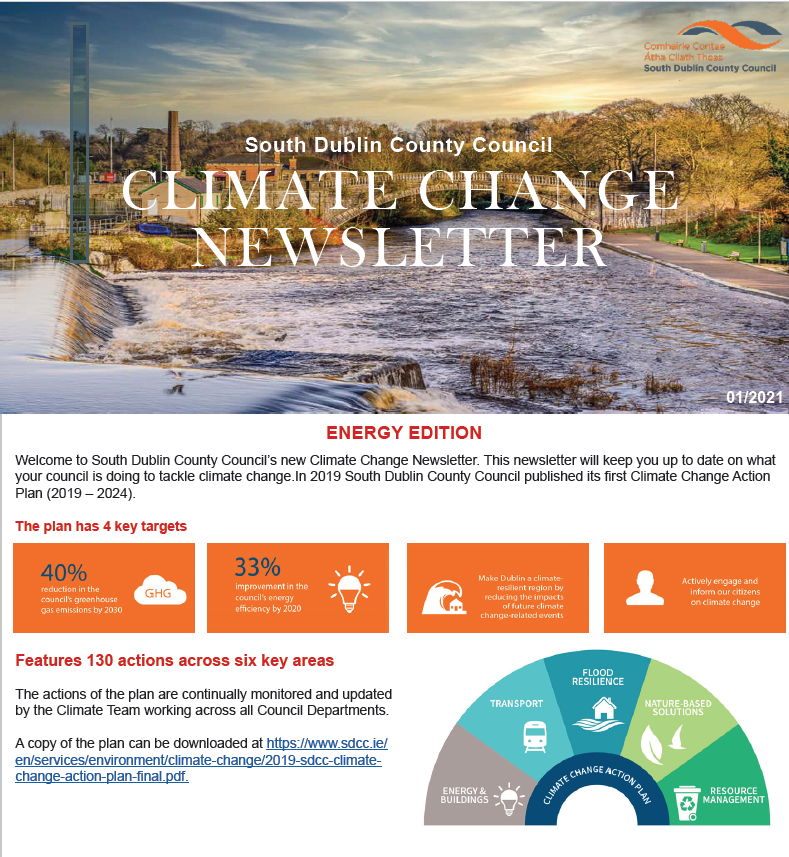 Comhairle Contae
Átha Cliath Theas
South Dublin County Council
South Dublin County Council
CLIMATE CHANGE
NEWSLETTER
01/2021
ENERGY EDITION
Welcome to South Dublin County Council's new Climate Change Newsletter. This newsletter will keep you up to date on what
your council is doing to tackle climate change.In 2019 South Dublin County Council published its first Climate Change Action
Plan (2019 – 2024).
The plan has 4 key targets
40%
reduction in the
council's greenhouse
gas emissions by 2030
GHG
33%
improvement in the
council's energy
efficiency by 2020
Make Dublin a climate-
resilient region by
reducing the impacts
of future climate
change-related events
Actively engage and
inform our citizens
on climate change
Features 130 actions across six key areas
The actions of the plan are continually monitored and updated
by the Climate Team working across all Council Departments.
A copy of the plan can be downloaded at https://www.sdcc.ie/
en/services/environment/climate-change/2019-sdcc-climate-
change-action-plan-final.pdf.
ENERGY &
BUILDINGS
TRANSPORT
FLOOD
RESILIENCE
NATURE-BASED
SOLUTIONS
RESOURCE
MANAGEMENT
CLIMATE CHANGE ACTION PLAN